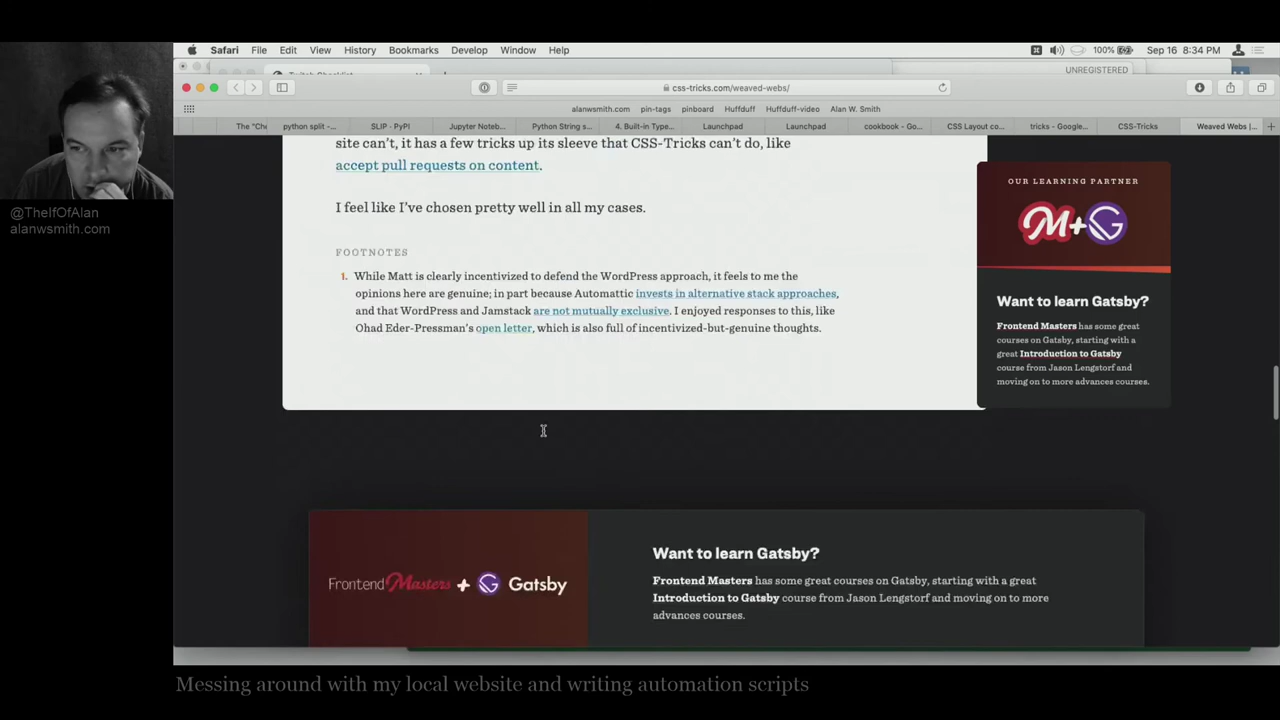 Safari File Edit View History Bookmarks Develop Window Help
100% Sep 16 8:34 PM
Twitch Checklist
UNREGISTERED
css-tricks.com/weaved-webs/
alanwsmith.com pin-tags pinboard Huffduff Huffduff-video Alan W. Smith
The "Che python split -... SLIP · PyPI Jupyter Noteb... Python String s... 4. Built-in Type... Launchpad Launchpad cookbook - Go... CSS Layout co... tricks - Google... CSS-Tricks Weaved Webs |...
site can't, it has a few tricks up its sleeve that CSS-Tricks can't do, like
accept pull requests on content.
I feel like I've chosen pretty well in all my cases.
FOOTNOTES
1. While Matt is clearly incentivized to defend the WordPress approach, it feels to me the
opinions here are genuine; in part because Automattic invests in alternative stack approaches,
and that WordPress and Jamstack are not mutually exclusive. I enjoyed responses to this, like
Ohad Eder-Pressman's open letter, which is also full of incentivized-but-genuine thoughts.
OUR LEARNING PARTNER
M+G
Want to learn Gatsby?
Frontend Masters has some great
courses on Gatsby, starting with a
great Introduction to Gatsby
course from Jason Lengstorf and
moving on to more advances courses.
Frontend Masters + Gatsby
Want to learn Gatsby?
Frontend Masters has some great courses on Gatsby, starting with a great
Introduction to Gatsby course from Jason Lengstorf and moving on to more
advances courses.
@TheIfOfAlan
alanwsmith.com
Messing around with my local website and writing automation scripts